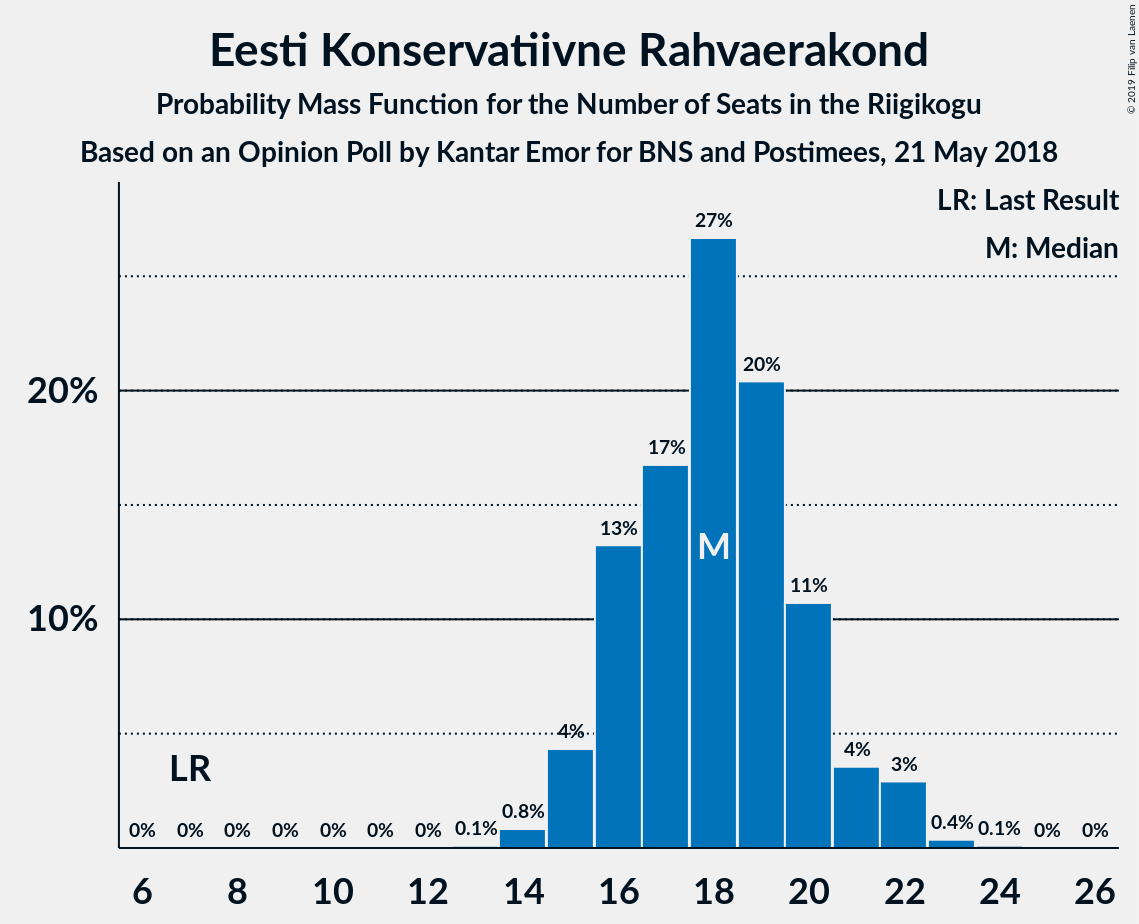 Eesti Konservatiivne Rahvaerakond
Probability Mass Function for the Number of Seats in the Riigikogu
Based on an Opinion Poll by Kantar Emor for BNS and Postimees, 21 May 2018
© 2019 Filip van Laenen
LR: Last Result
M: Median
20%
10%
0% 0% 0% 0% 0% 0% 0% 0.1% 0.8% 4% 13% 17% 27% 20% 11% 4% 3% 0.4% 0.1% 0% 0%
LR
M
6 8 10 12 14 16 18 20 22 24 26